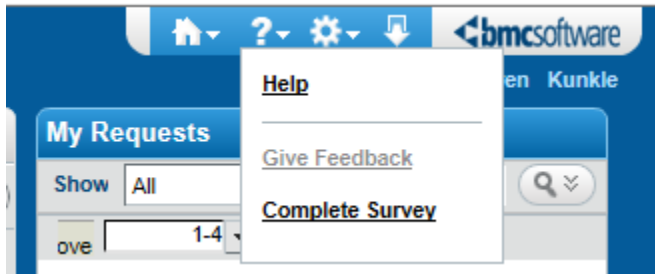 ? bmcsoftware
Help en Kunkle
My Requests
Give Feedback
Show All
Complete Survey
ove 1-4